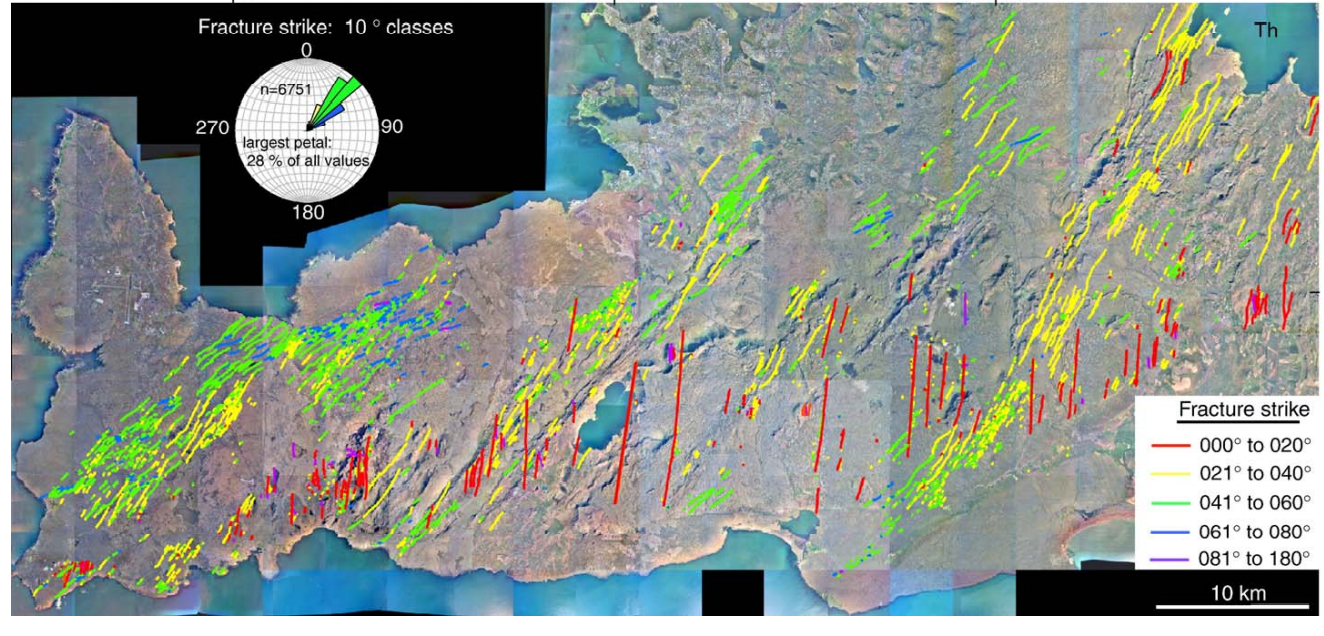 Fracture strike: 10 ° classes
0
n=6751
270
90
largest petal:
28 % of all values
180
Th
Fracture strike
000° to 020°
021° to 040°
041° to 060°
061° to 080°
081° to 180°
10 km